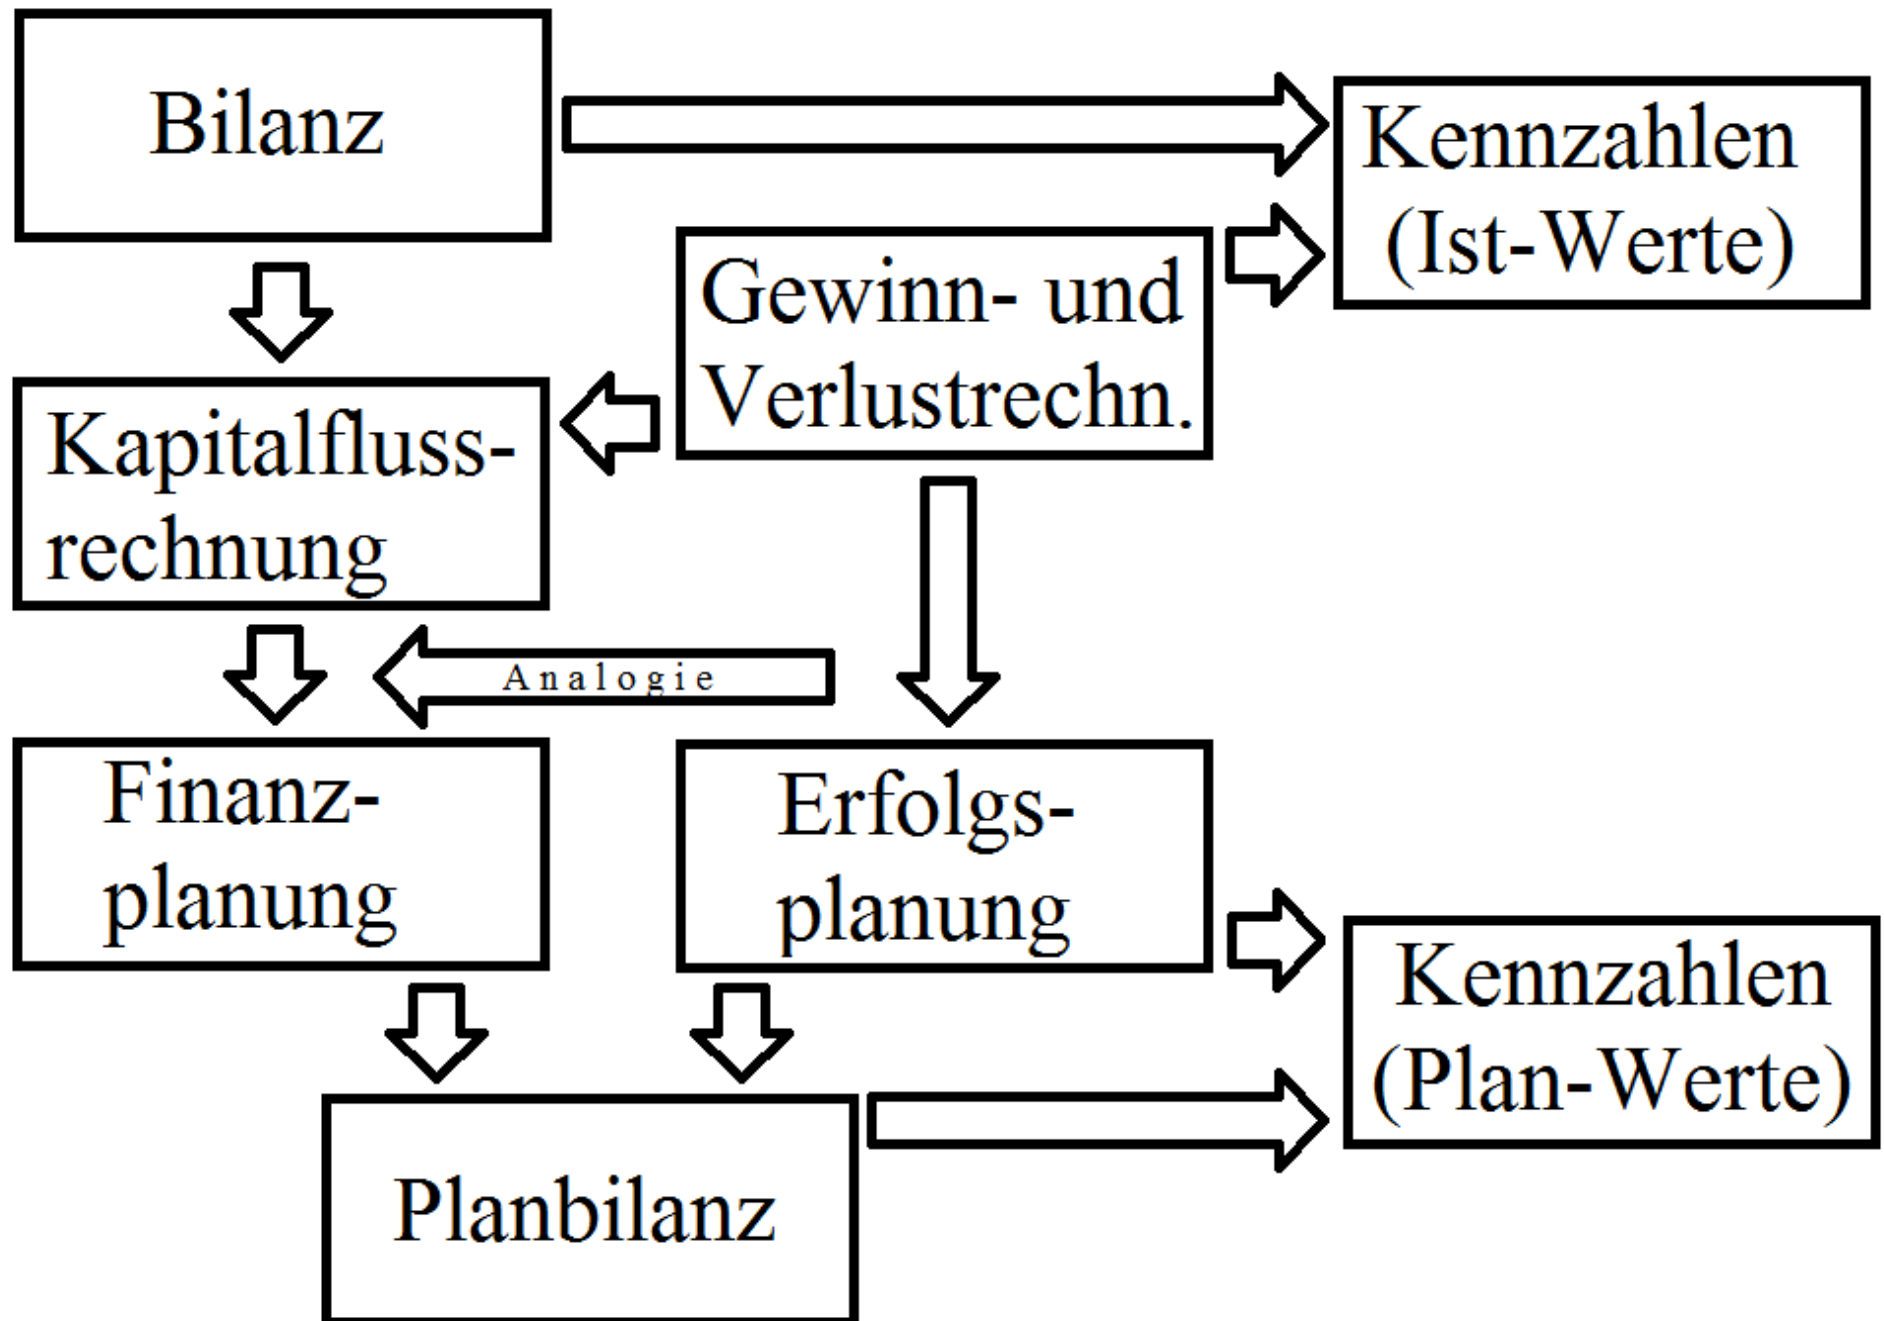 Bilanz
Kennzahlen
(Ist-Werte)
Gewinn- und
Verlustrechn.
Kapitalfluss-
rechnung
Analogie
Finanz-
planung
Erfolgs-
planung
Kennzahlen
(Plan-Werte)
Planbilanz